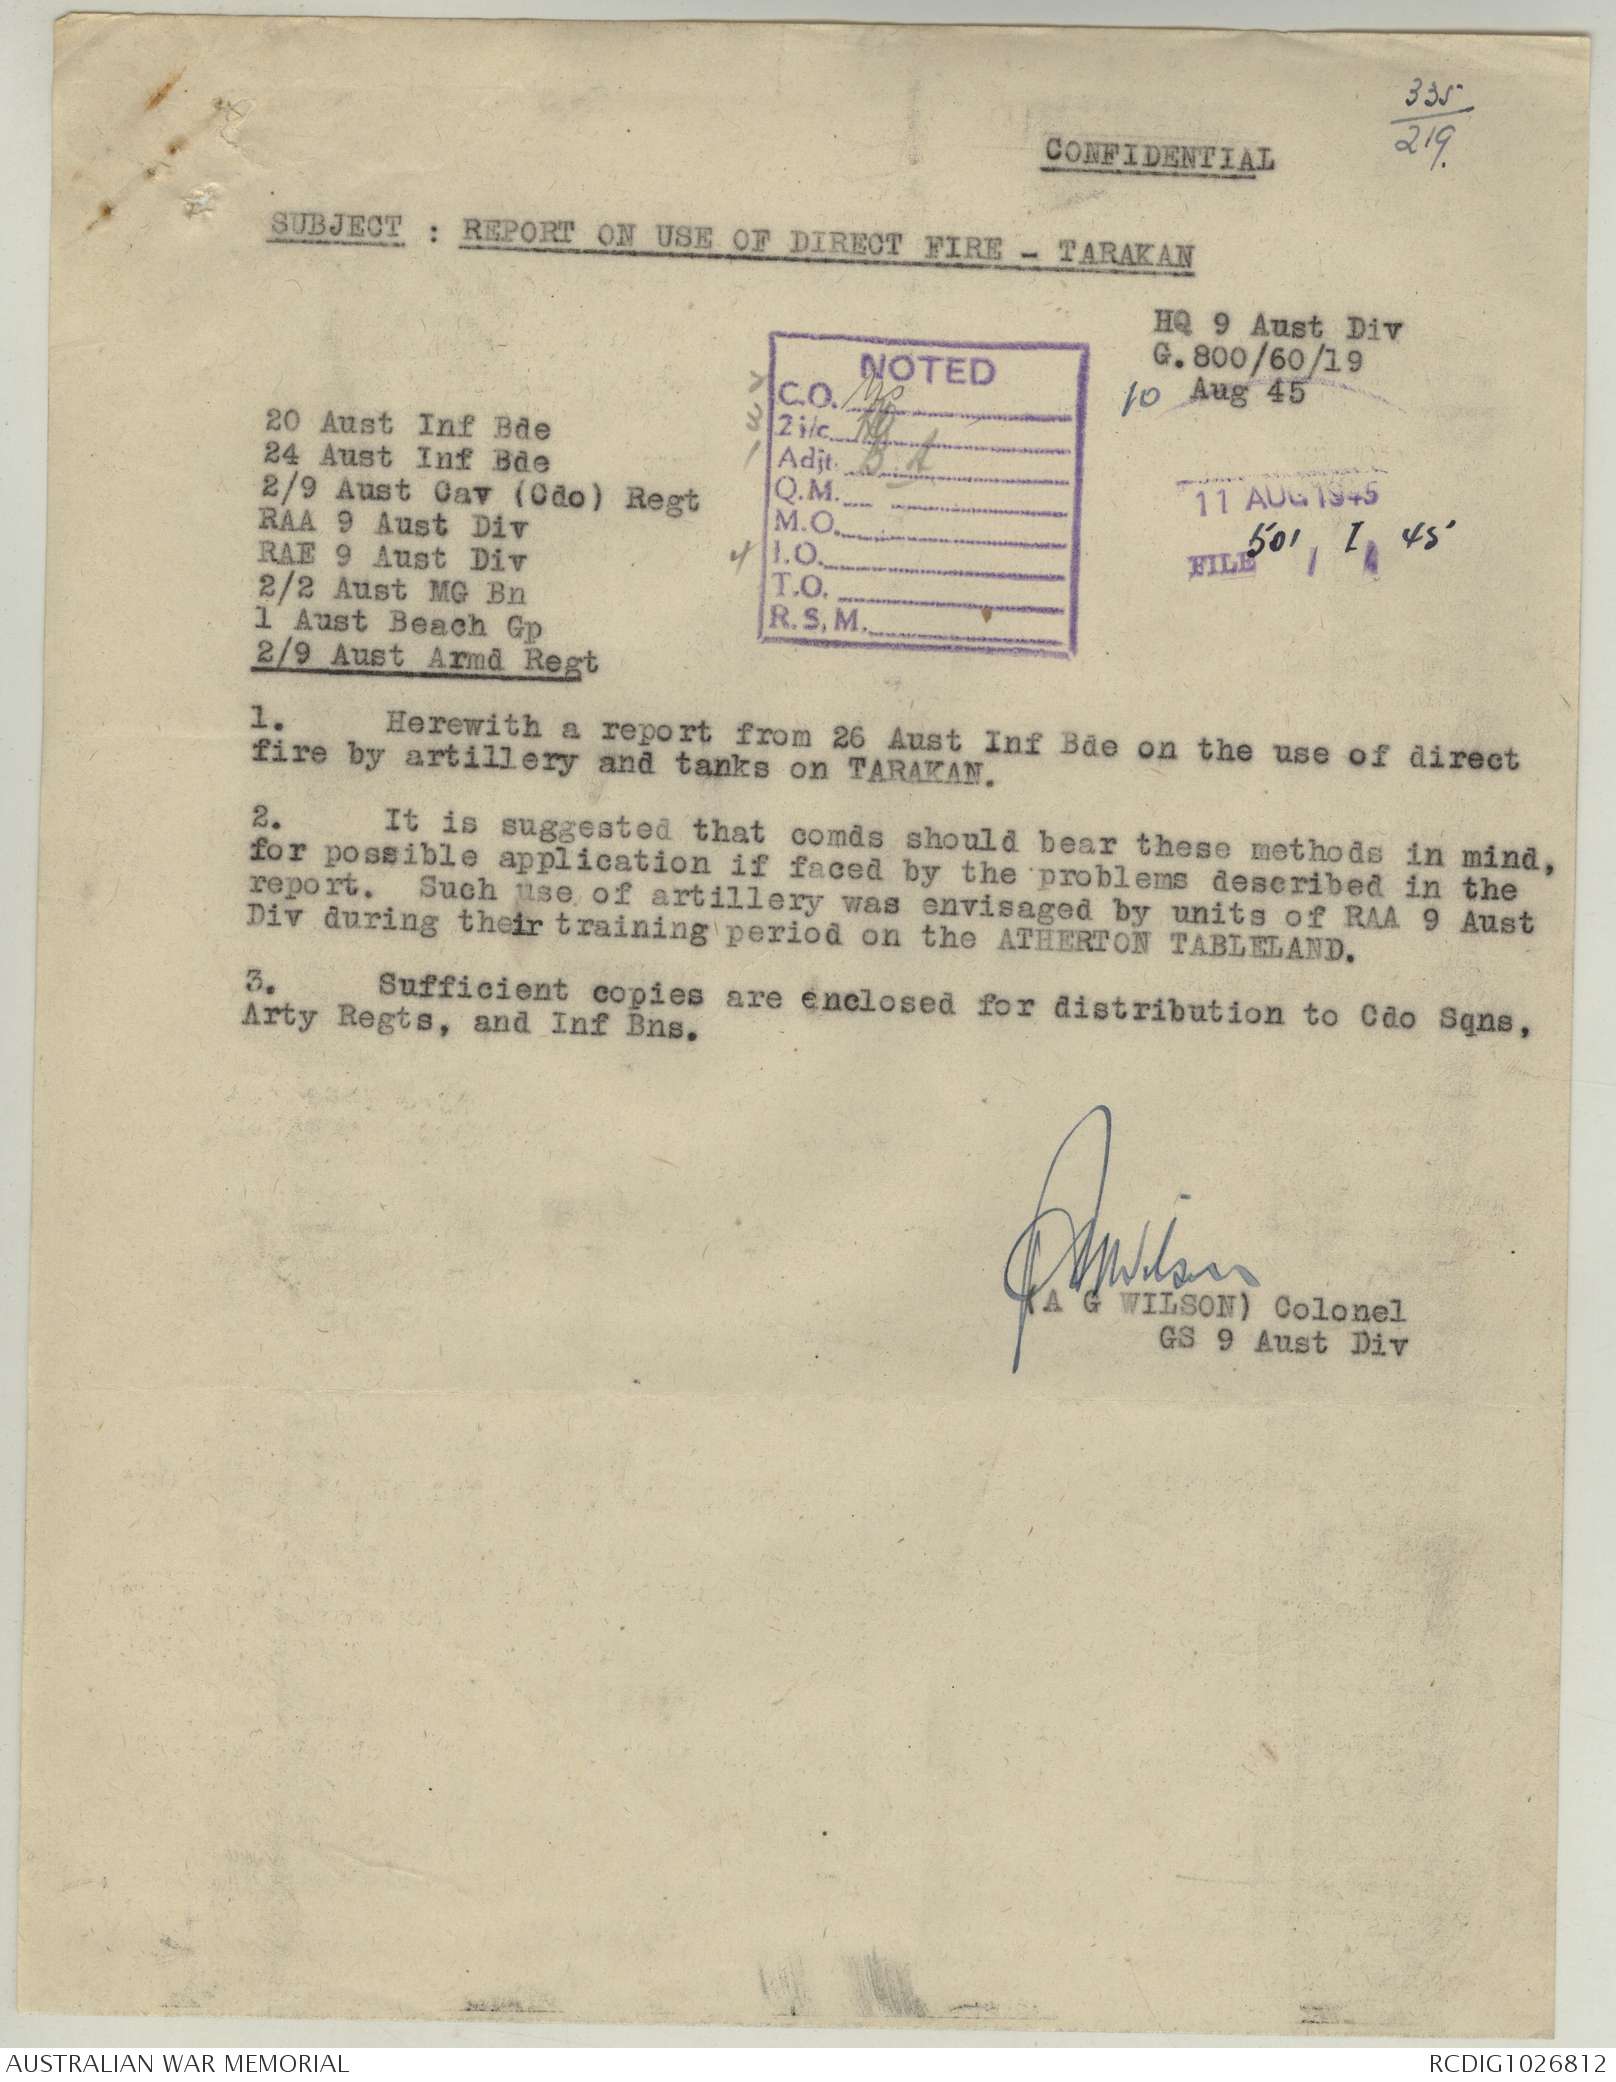 335
219.
CONFIDENTIAL
SUBJECT : REPORT ON USE OF DIRECT FIRE - TARAKAN
HQ 9 Aust Div
G.800/60/19
10 Aug 45
20 Aust Inf Bde
24 Aust Inf Bde
2/9 Aust Cav (Cdo) Regt
RAA 9 Aust Div
RAE 9 Aust Div
2/2 Aust MG Bn
1 Aust Beach Gp
2/9 Aust Armd Regt
NOTED
C.O.
3 2 i/c
1 Adjt.
Q.M.
M.O.
4 I.O.
T.O.
R.S.M.
11 AUG 1945
FILE 501 / I / 45
1. Herewith a report from 26 Aust Inf Bde on the use of direct
fire by artillery and tanks on TARAKAN.
2. It is suggested that comds should bear these methods in mind,
for possible application if faced by the problems described in the
report. Such use of artillery was envisaged by units of RAA 9 Aust
Div during their training period on the ATHERTON TABLELAND.
3. Sufficient copies are enclosed for distribution to Cdo Sqns,
Arty Regts, and Inf Bns.
(A G WILSON) Colonel
GS 9 Aust Div
AUSTRALIAN WAR MEMORIAL
RCDIG1026812